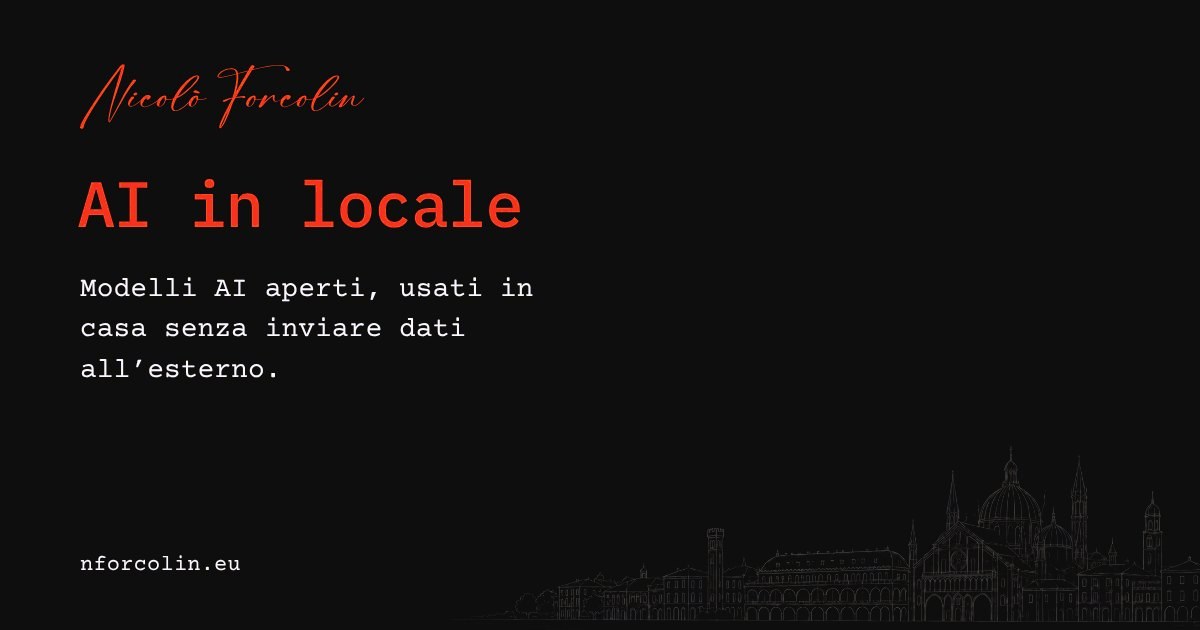 Nicolò Forcolin
AI in locale
Modelli AI aperti, usati in
casa senza inviare dati
all’esterno.
nforcolin.eu